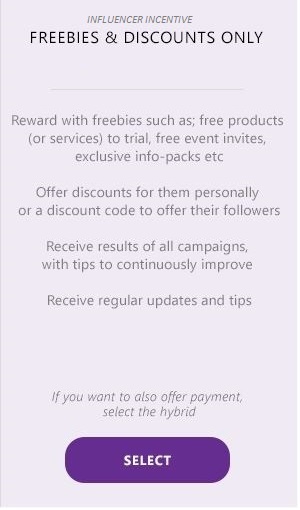 INFLUENCER INCENTIVE
FREEBIES & DISCOUNTS ONLY
Reward with freebies such as; free products
(or services) to trial, free event invites,
exclusive info-packs etc
Offer discounts for them personally
or a discount code to offer their followers
Receive results of all campaigns,
with tips to continuously improve
Receive regular updates and tips
If you want to also offer payment,
select the hybrid
SELECT